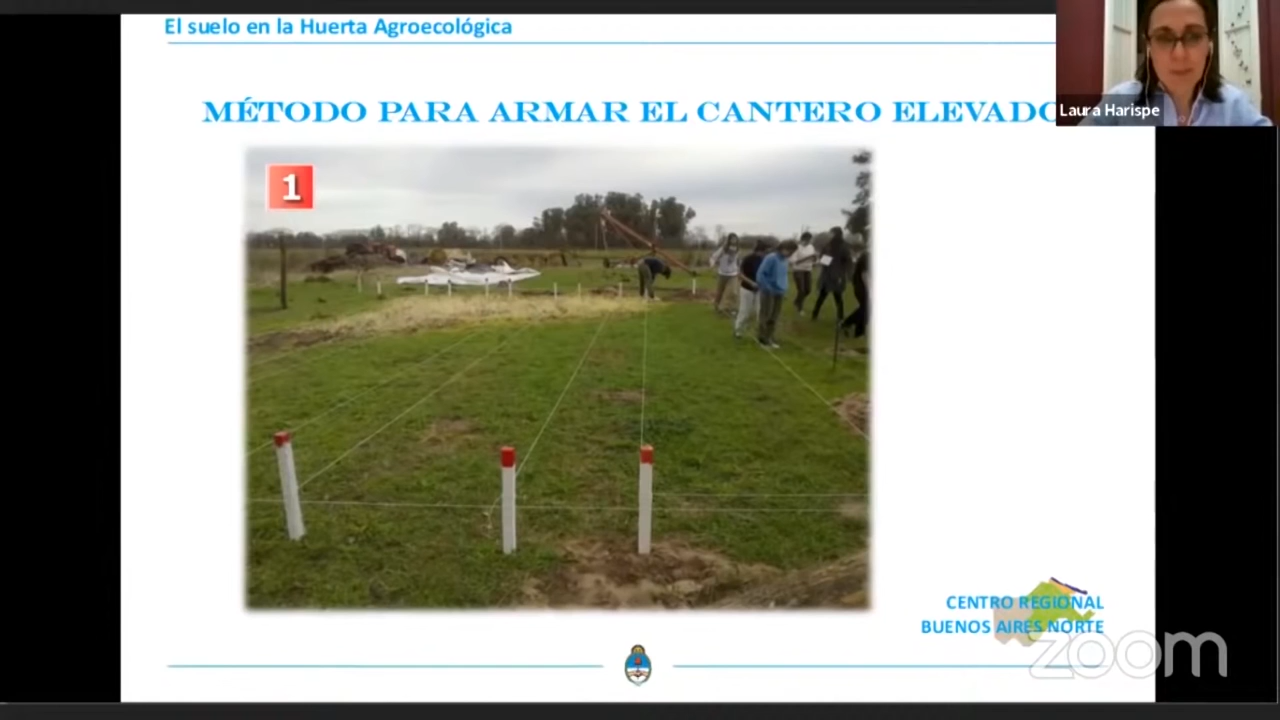 El suelo en la Huerta Agroecológica
MÉTODO PARA ARMAR EL CANTERO ELEVADO
Laura Harispe
1
CENTRO REGIONAL
BUENOS AIRES NORTE
zoom